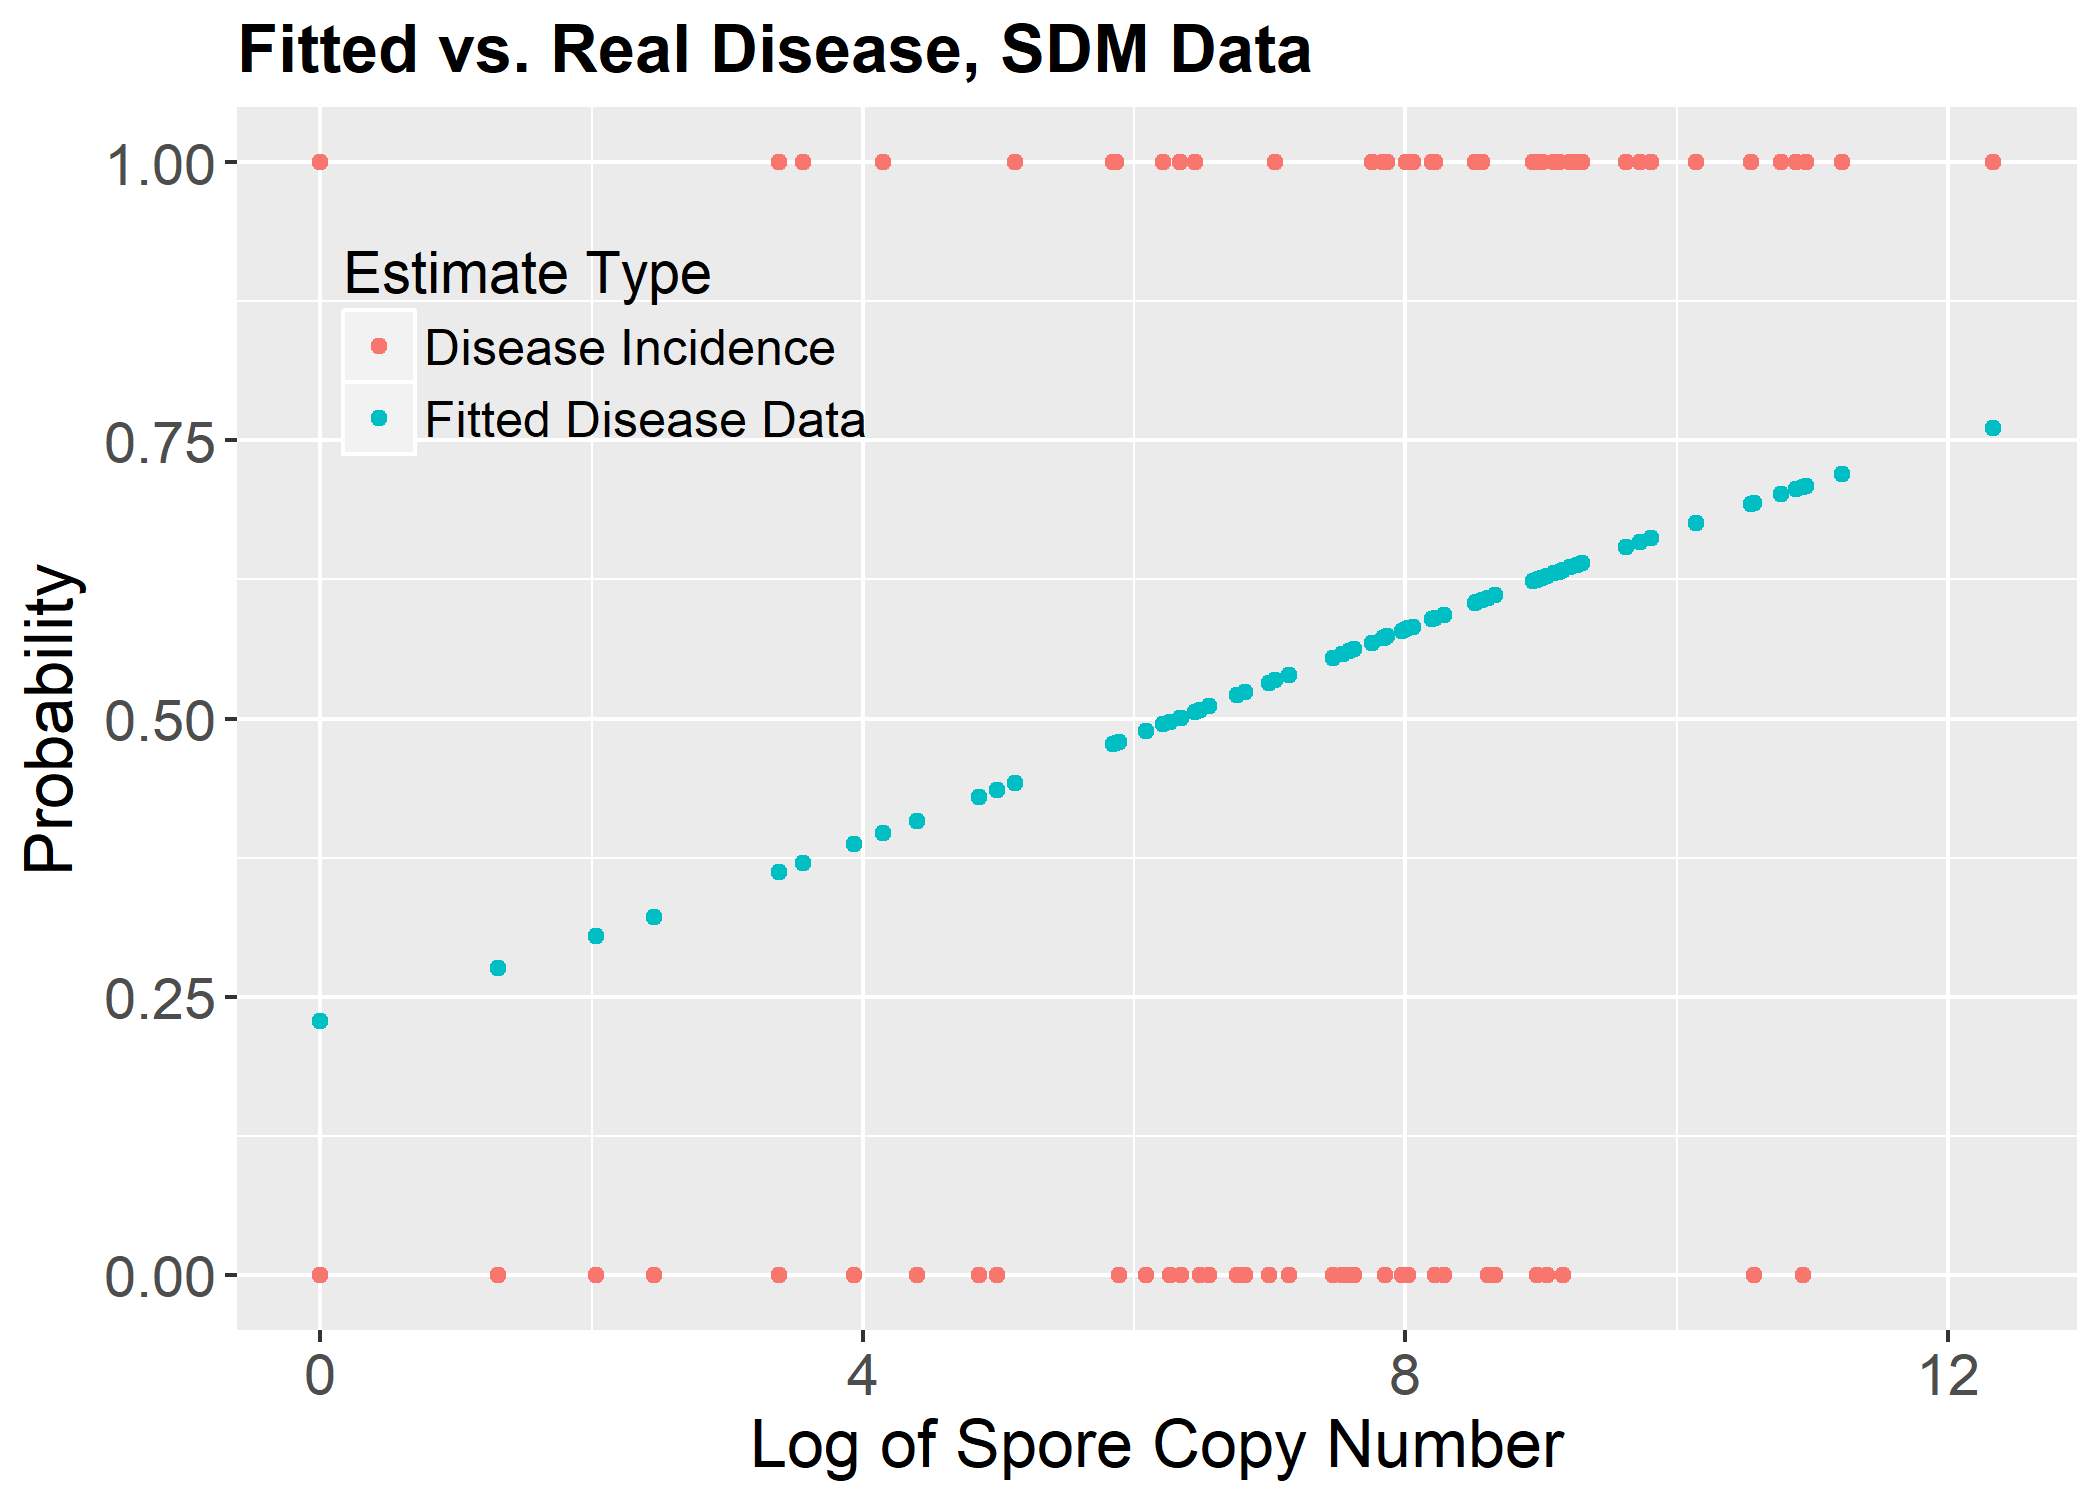 Fitted vs. Real Disease, SDM Data
1.00
0.75
0.50
0.25
0.00
Probability
Estimate Type
Disease Incidence
Fitted Disease Data
0 4 8 12
Log of Spore Copy Number